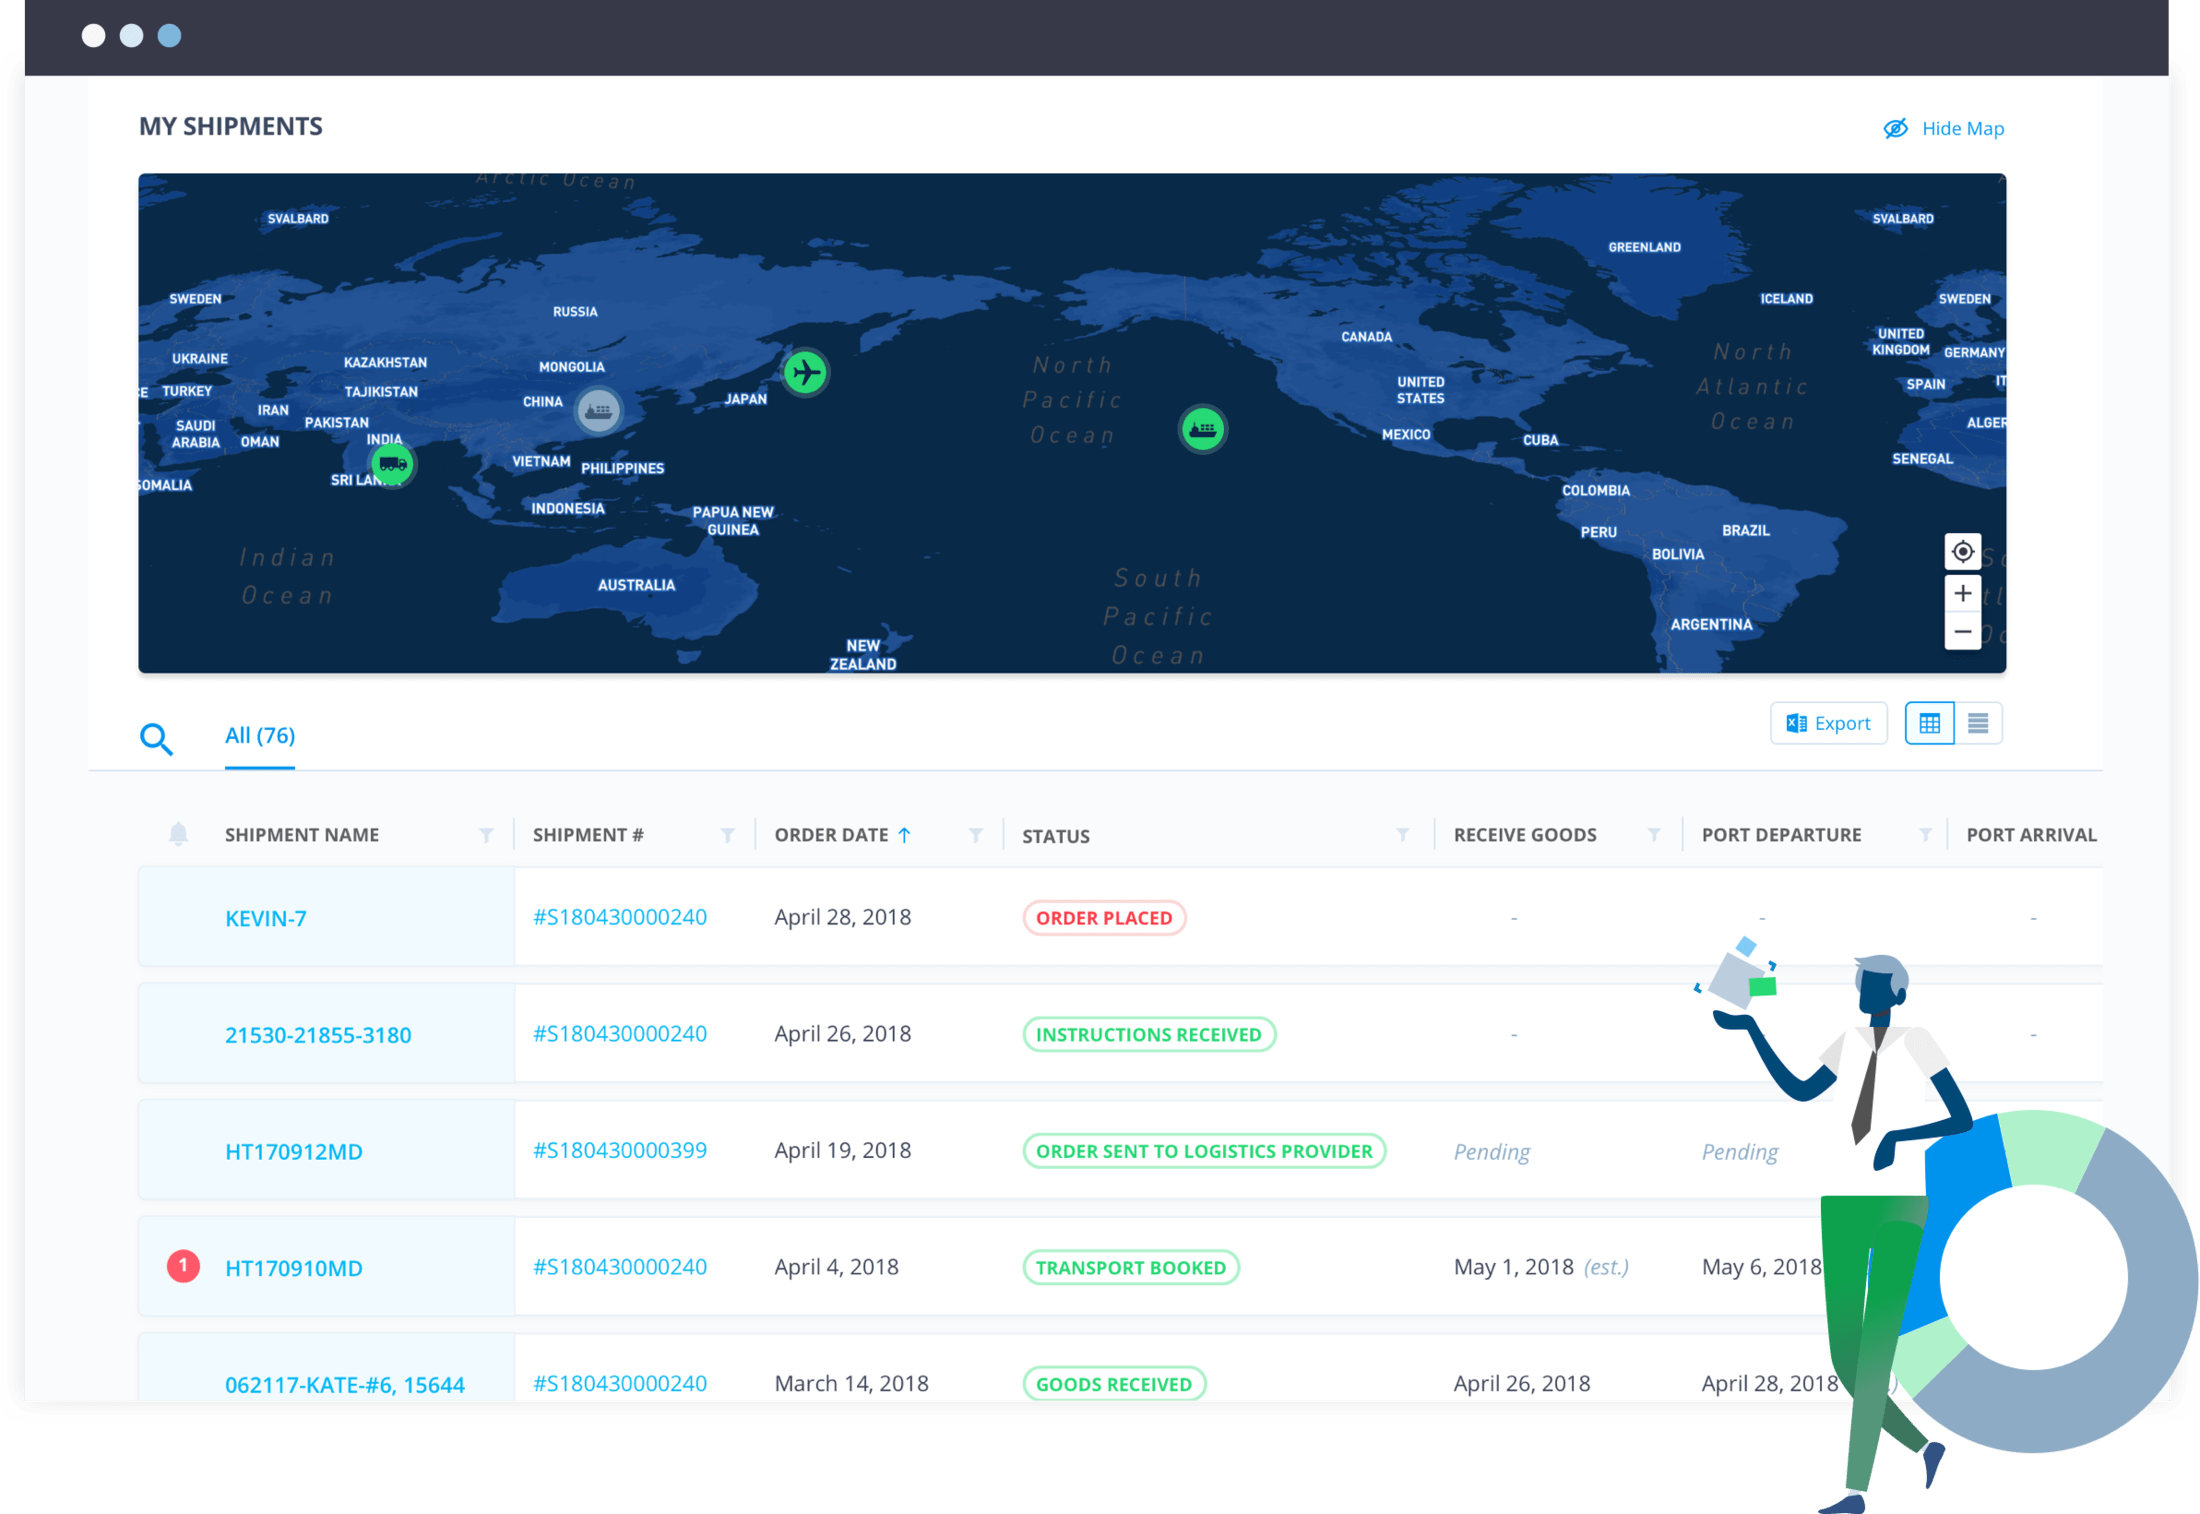 MY SHIPMENTS
Hide Map
Arctic Ocean
SVALBARD
SVALBARD
GREENLAND
SWEDEN
RUSSIA
ICELAND
SWEDEN
CANADA
UNITED
KINGDOM
GERMANY
UKRAINE
KAZAKHSTAN
MONGOLIA
North
Pacific
Ocean
North
Atlantic
Ocean
TURKEY
TAJIKISTAN
CHINA
JAPAN
UNITED
STATES
SPAIN
IRAN
PAKISTAN
SAUDI
ARABIA
OMAN
INDIA
MEXICO
CUBA
ALGER
VIETNAM
PHILIPPINES
SENEGAL
SOMALIA
SRI LAN
COLOMBIA
INDONESIA
PAPUA NEW
GUINEA
PERU
BRAZIL
BOLIVIA
Indian
Ocean
AUSTRALIA
South
Pacific
Ocean
ARGENTINA
NEW
ZEALAND
All (76)
Export
SHIPMENT NAME SHIPMENT # ORDER DATE ↑ STATUS RECEIVE GOODS PORT DEPARTURE PORT ARRIVAL
KEVIN-7 #S180430000240 April 28, 2018 ORDER PLACED - - -
21530-21855-3180 #S180430000240 April 26, 2018 INSTRUCTIONS RECEIVED - -
HT170912MD #S180430000399 April 19, 2018 ORDER SENT TO LOGISTICS PROVIDER Pending Pending
1 HT170910MD #S180430000240 April 4, 2018 TRANSPORT BOOKED May 1, 2018 (est.) May 6, 2018
062117-KATE-#6, 15644 #S180430000240 March 14, 2018 GOODS RECEIVED April 26, 2018 April 28, 2018